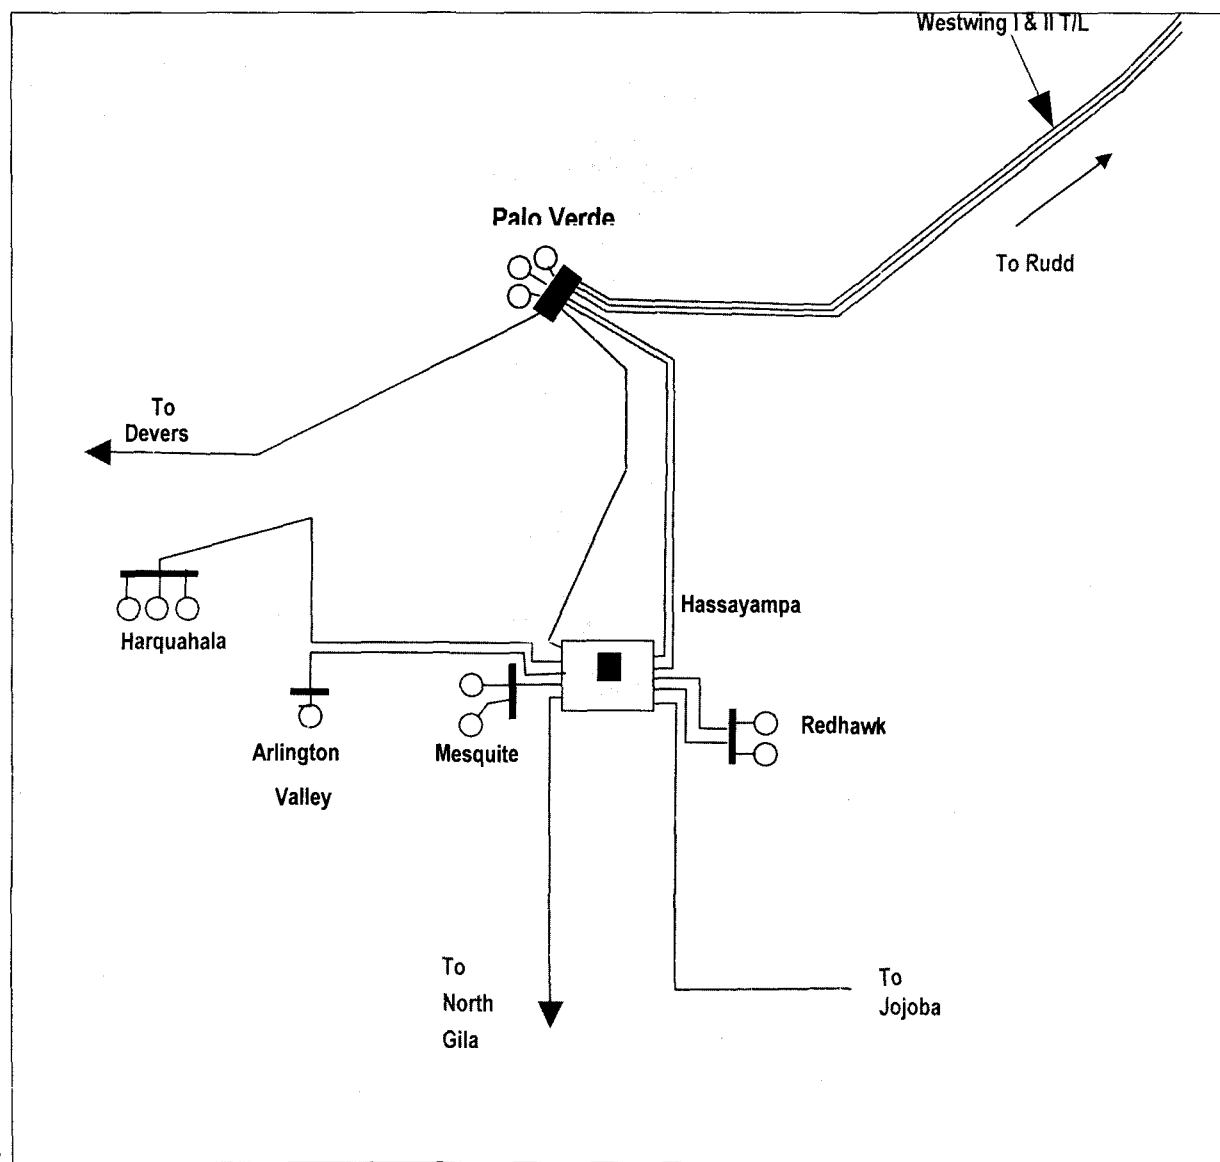 Westwing I & II T/L
Palo Verde
To Rudd
To
Devers
Hassayampa
Harquahala
Arlington
Valley
Mesquite
Redhawk
To
North
Gila
To
Jojoba